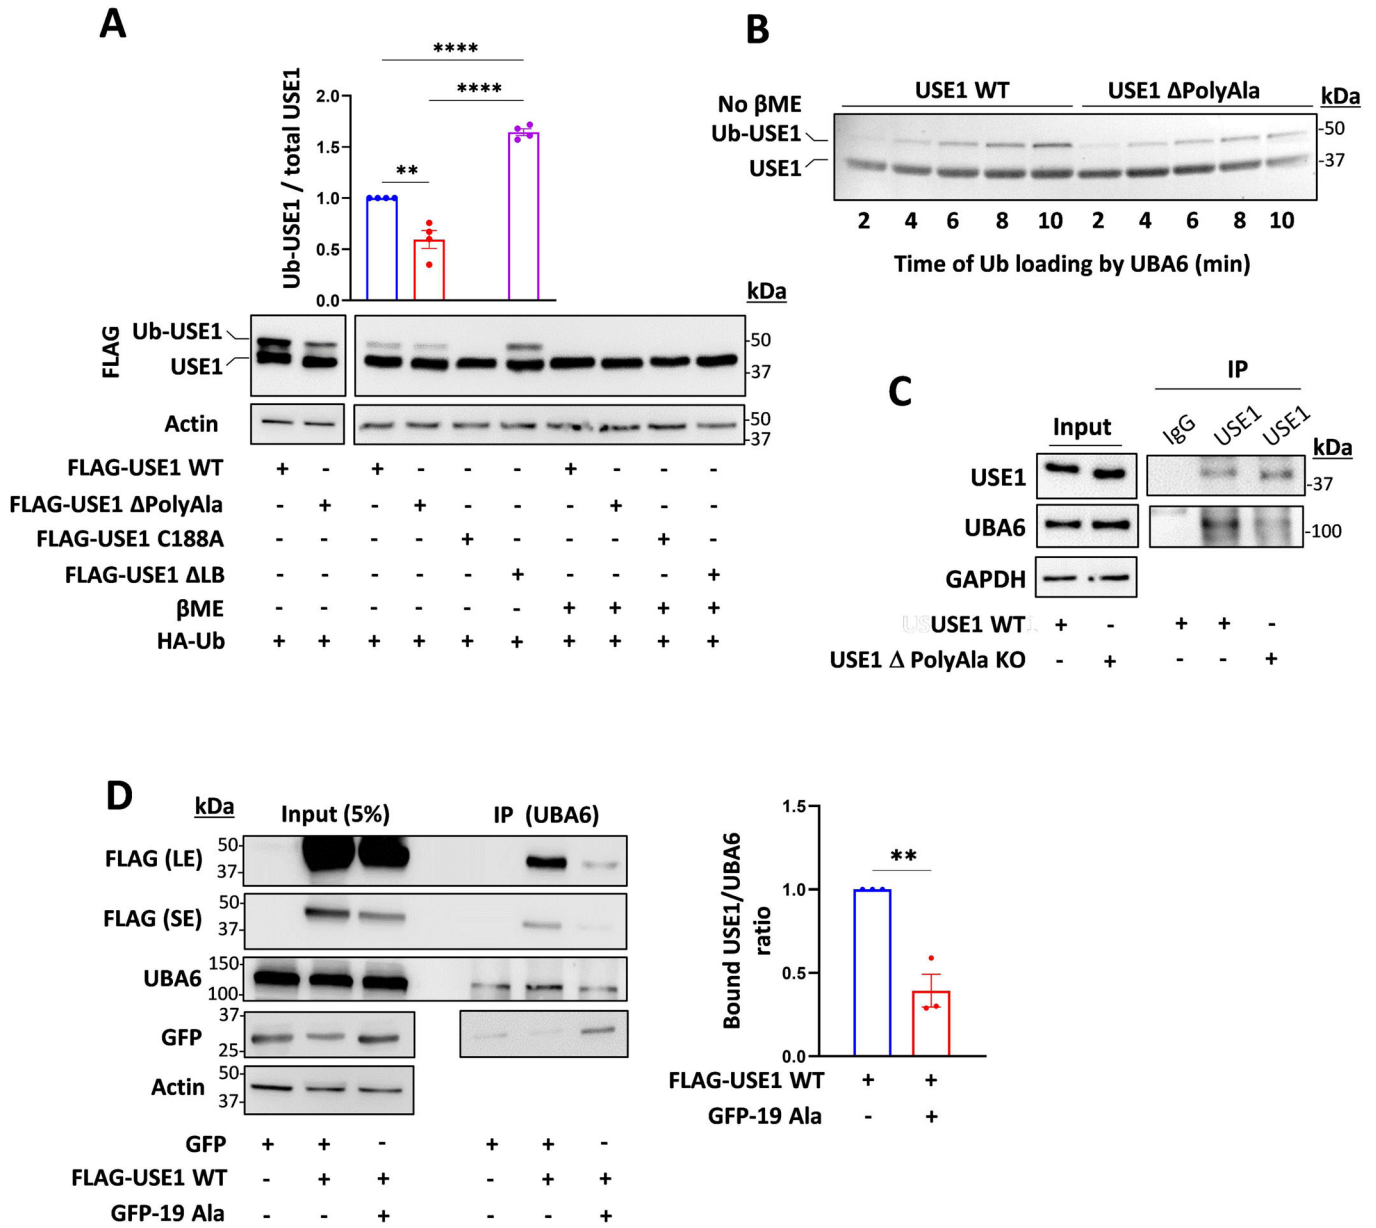 A
****
****
**
Ub-USE1 / total USE1
2.0
1.5
1.0
0.5
0.0
kDa
FLAG
Ub-USE1
USE1
-50
-37
Actin
-50
-37
FLAG-USE1 WT + - + - - - + - - -
FLAG-USE1 ΔPolyAla - + - + - - - + - -
FLAG-USE1 C188A - - - - + - - - + -
FLAG-USE1 ΔLB - - - - - + - - - +
βME - - - - - - + + + +
HA-Ub + + + + + + + + + +
B
No βME
USE1 WT USE1 ΔPolyAla
kDa
Ub-USE1
USE1
-50
-37
2 4 6 8 10 2 4 6 8 10
Time of Ub loading by UBA6 (min)
C
IP
Input
IgG USE1 USE1
kDa
USE1
-37
UBA6
-100
GAPDH
USE1 WT + - + + -
USE1 Δ PolyAla KO - + - - +
D
kDa
Input (5%) IP (UBA6)
FLAG (LE)
50-
37-
FLAG (SE)
50-
37-
UBA6
150-
100-
GFP
37-
25-
Actin
50-
37-
GFP + + - + + -
FLAG-USE1 WT - + + - + +
GFP-19 Ala - - + - - +
Bound USE1/UBA6
ratio
1.5
1.0
0.5
0.0
**
FLAG-USE1 WT + +
GFP-19 Ala - +